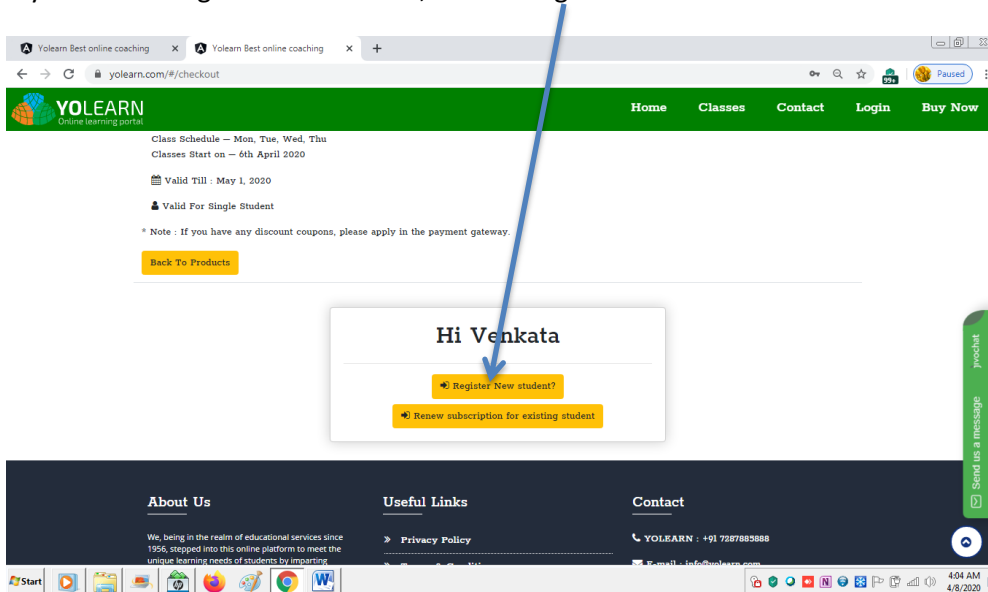 Yolearn Best online coaching
Yolearn Best online coaching
yolearn.com/#/checkout
99+
Paused
YOLEARN
Online learning portal
Home
Classes
Contact
Login
Buy Now
Class Schedule — Mon, Tue, Wed, Thu
Classes Start on — 6th April 2020
Valid Till : May 1, 2020
Valid For Single Student
* Note : If you have any discount coupons, please apply in the payment gateway.
Back To Products
Hi Venkata
Register New student?
Renew subscription for existing student
jivochat
Send us a message
About Us
Useful Links
Contact
We, being in the realm of educational services since
1956, stepped into this online platform to meet the
unique learning needs of students by imparting
Privacy Policy
YOLEARN : +91 7287885888
E-mail : info@yolearn.com
Start
4:04 AM
4/8/2020